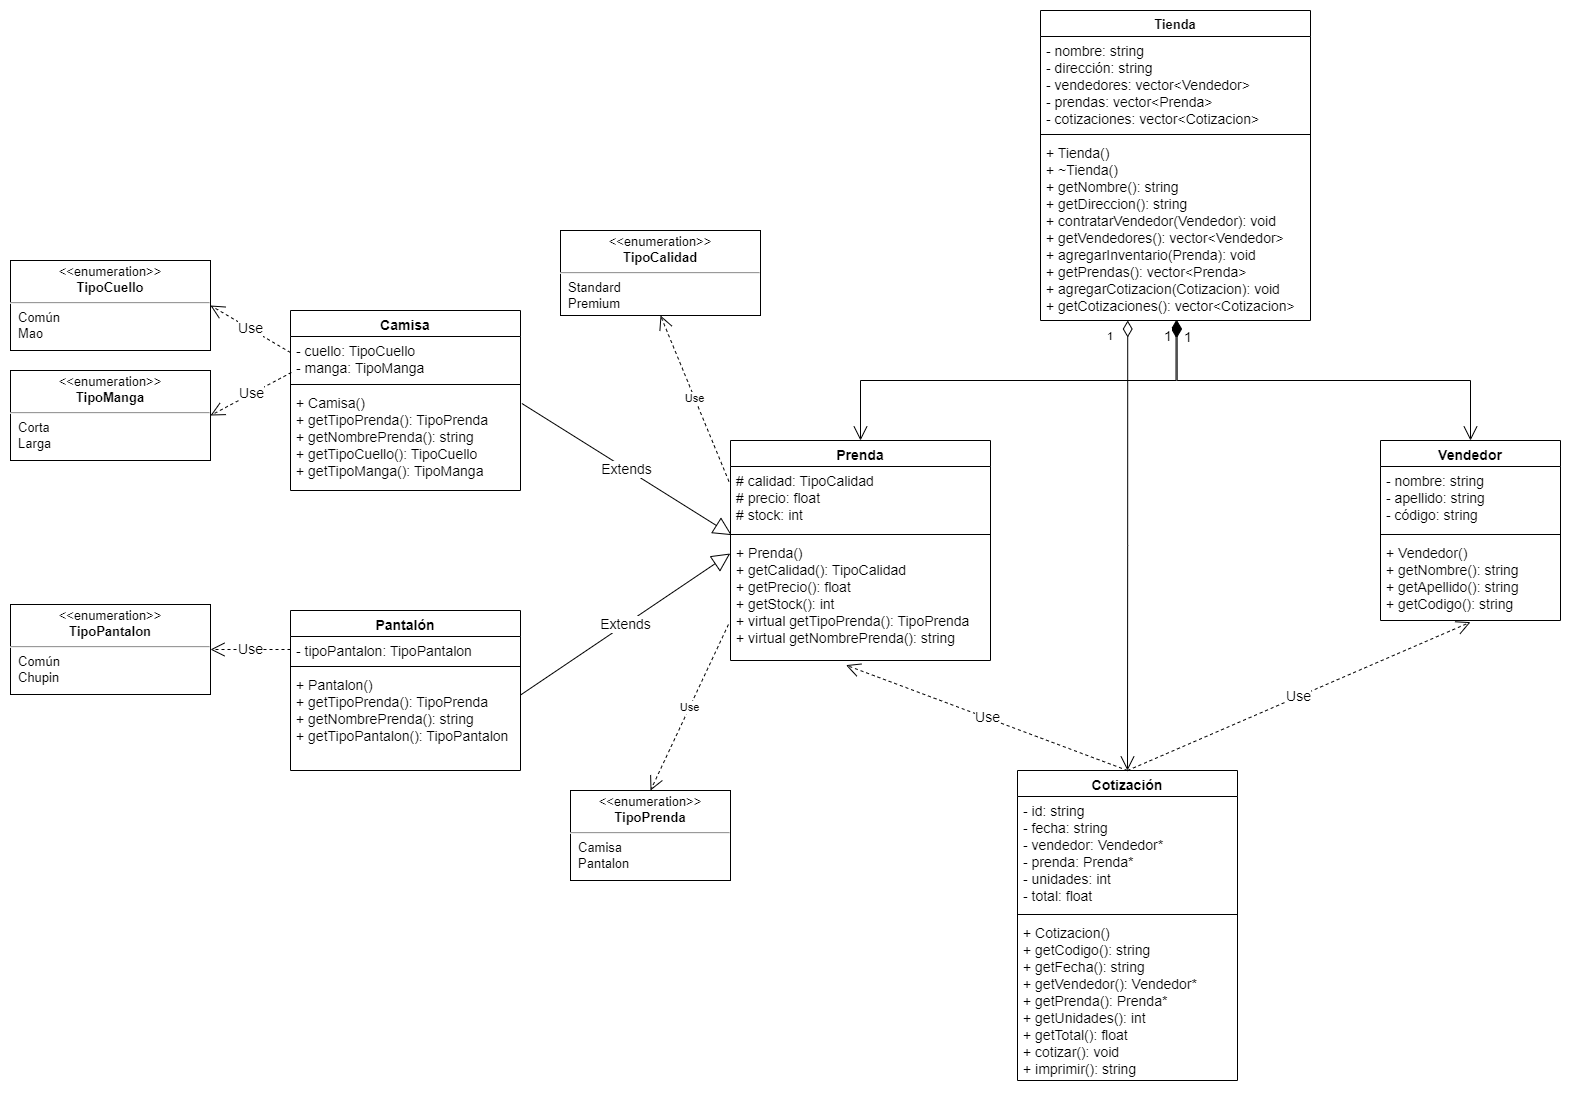 Tienda
- nombre: string
- dirección: string
- vendedores: vector<Vendedor>
- prendas: vector<Prenda>
- cotizaciones: vector<Cotizacion>
+ Tienda()
+ ~Tienda()
+ getNombre(): string
+ getDireccion(): string
+ contratarVendedor(Vendedor): void
+ getVendedores(): vector<Vendedor>
+ agregarInventario(Prenda): void
+ getPrendas(): vector<Prenda>
+ agregarCotizacion(Cotizacion): void
+ getCotizaciones(): vector<Cotizacion>
1
1
1
<<enumeration>>
TipoCalidad
Standard
Premium
Use
<<enumeration>>
TipoCuello
Común
Mao
Use
<<enumeration>>
TipoManga
Corta
Larga
Use
Camisa
- cuello: TipoCuello
- manga: TipoManga
+ Camisa()
+ getTipoPrenda(): TipoPrenda
+ getNombrePrenda(): string
+ getTipoCuello(): TipoCuello
+ getTipoManga(): TipoManga
Extends
Prenda
# calidad: TipoCalidad
# precio: float
# stock: int
+ Prenda()
+ getCalidad(): TipoCalidad
+ getPrecio(): float
+ getStock(): int
+ virtual getTipoPrenda(): TipoPrenda
+ virtual getNombrePrenda(): string
Vendedor
- nombre: string
- apellido: string
- código: string
+ Vendedor()
+ getNombre(): string
+ getApellido(): string
+ getCodigo(): string
<<enumeration>>
TipoPantalon
Común
Chupin
Use
Pantalón
- tipoPantalon: TipoPantalon
+ Pantalon()
+ getTipoPrenda(): TipoPrenda
+ getNombrePrenda(): string
+ getTipoPantalon(): TipoPantalon
Extends
Use
Use
Use
<<enumeration>>
TipoPrenda
Camisa
Pantalon
Cotización
- id: string
- fecha: string
- vendedor: Vendedor*
- prenda: Prenda*
- unidades: int
- total: float
+ Cotizacion()
+ getCodigo(): string
+ getFecha(): string
+ getVendedor(): Vendedor*
+ getPrenda(): Prenda*
+ getUnidades(): int
+ getTotal(): float
+ cotizar(): void
+ imprimir(): string